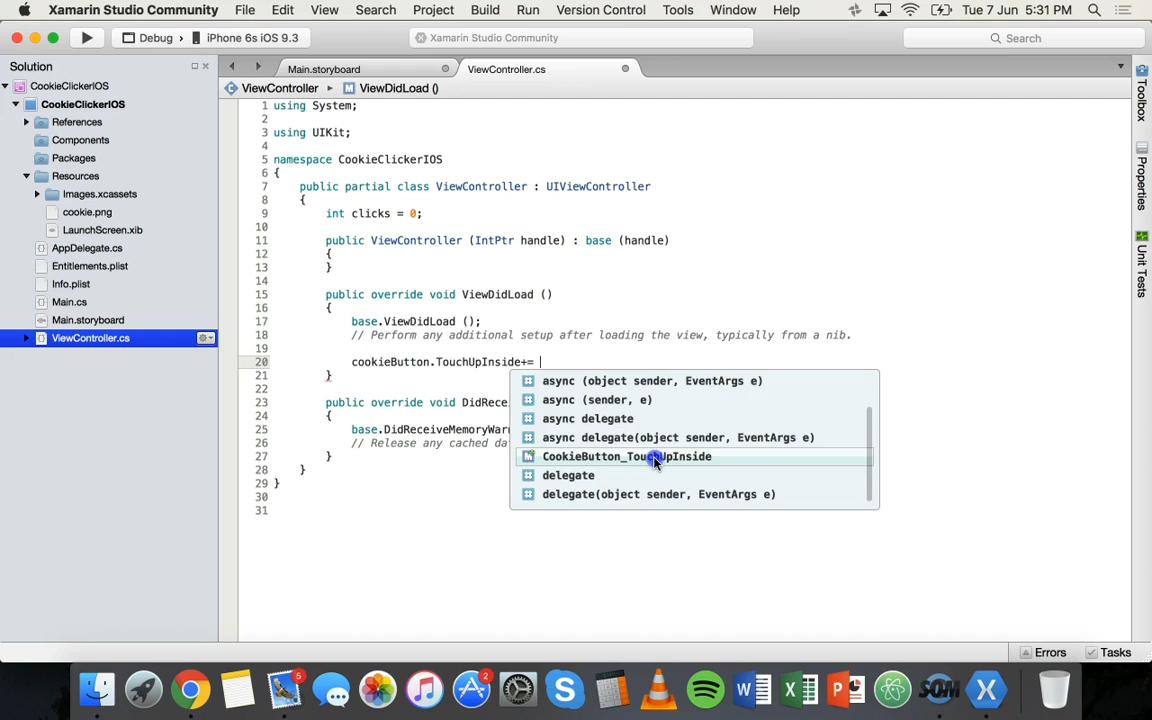 Xamarin Studio Community File Edit View Search Project Build Run Version Control Tools Window Help Tue 7 Jun 5:31 PM
Debug › iPhone 6s iOS 9.3 Xamarin Studio Community Search
Solution
CookieClickerIOS
CookieClickerIOS
References
Components
Packages
Resources
Images.xcassets
cookie.png
LaunchScreen.xib
AppDelegate.cs
Entitlements.plist
Info.plist
Main.cs
Main.storyboard
ViewController.cs
Main.storyboard ViewController.cs
ViewController ▸ ViewDidLoad ()
1 using System;
2
3 using UIKit;
4
5 namespace CookieClickerIOS
6 {
7 public partial class ViewController : UIViewController
8 {
9 int clicks = 0;
10
11 public ViewController (IntPtr handle) : base (handle)
12 {
13 }
14
15 public override void ViewDidLoad ()
16 {
17 base.ViewDidLoad ();
18 // Perform any additional setup after loading the view, typically from a nib.
19
20 cookieButton.TouchUpInside+=
21 }
22
23 public override void DidRece
24 {
25 base.DidReceiveMemoryWar
26 // Release any cached da
27 }
28 }
29 }
30
31
async (object sender, EventArgs e)
async (sender, e)
async delegate
async delegate(object sender, EventArgs e)
CookieButton_TouchUpInside
delegate
delegate(object sender, EventArgs e)
Toolbox
Properties
Unit Tests
Errors Tasks
5
2